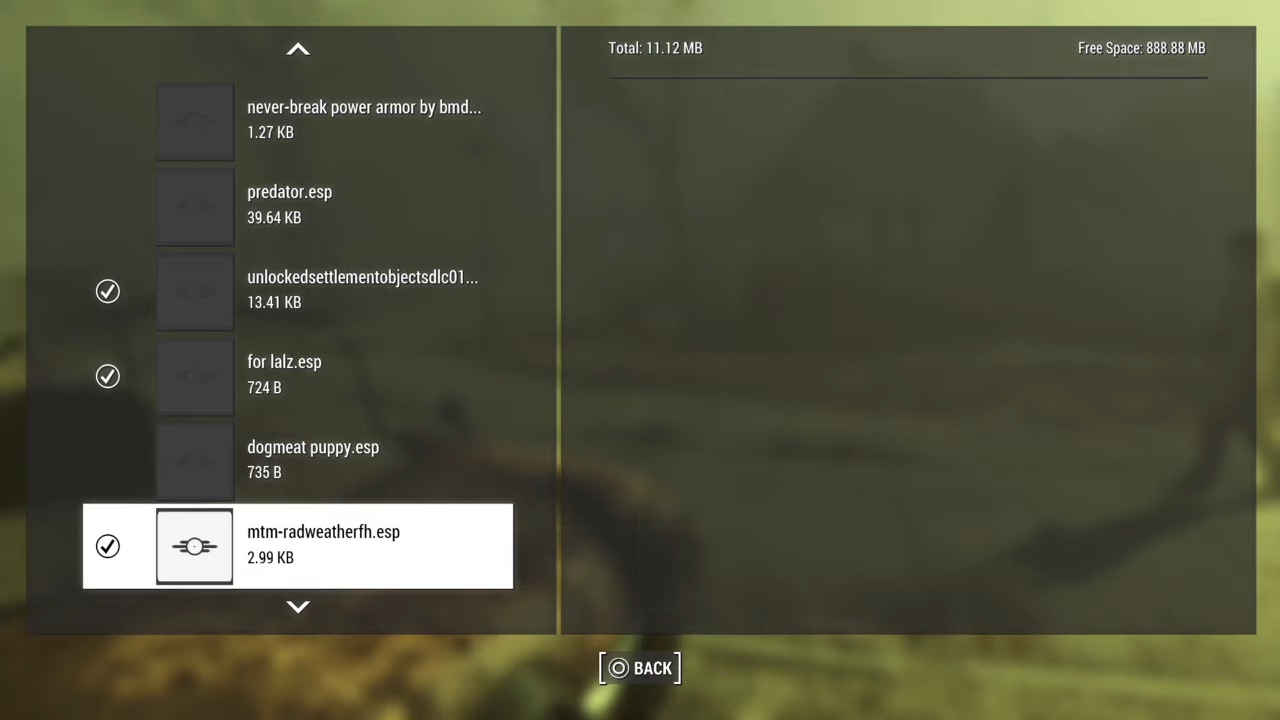 Total: 11.12 MB
Free Space: 888.88 MB
never-break power armor by bmd...
1.27 KB
predator.esp
39.64 KB
unlockedsettlementobjectsdlc01...
13.41 KB
for lalz.esp
724 B
dogmeat puppy.esp
735 B
mtm-radweatherfh.esp
2.99 KB
BACK